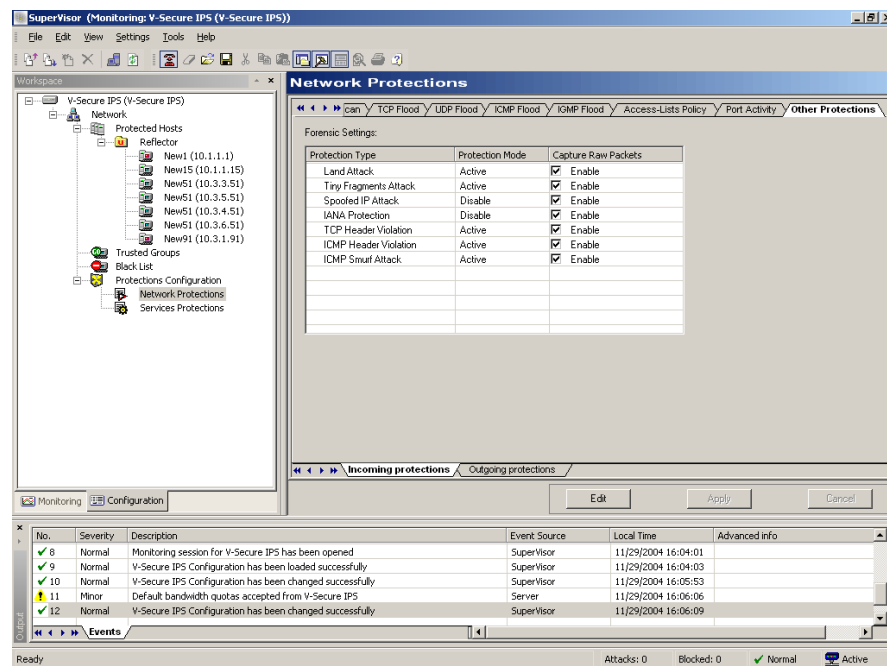 SuperVisor (Monitoring: V-Secure IPS (V-Secure IPS))
File Edit View Settings Tools Help
Workspace
V-Secure IPS (V-Secure IPS)
Network
Protected Hosts
Reflector
New1 (10.1.1.1)
New15 (10.1.1.15)
New51 (10.3.3.51)
New51 (10.3.5.51)
New51 (10.3.4.51)
New51 (10.3.6.51)
New91 (10.3.1.91)
Trusted Groups
Black List
Protections Configuration
Network Protections
Services Protections
Monitoring Configuration
Network Protections
can TCP Flood UDP Flood ICMP Flood IGMP Flood Access-Lists Policy Port Activity Other Protections
Forensic Settings:
Protection Type Protection Mode Capture Raw Packets
Land Attack Active Enable
Tiny Fragments Attack Active Enable
Spoofed IP Attack Disable Enable
IANA Protection Disable Enable
TCP Header Violation Active Enable
ICMP Header Violation Active Enable
ICMP Smurf Attack Active Enable
Incoming protections Outgoing protections
Edit Apply Cancel
No. Severity Description Event Source Local Time Advanced info
8 Normal Monitoring session for V-Secure IPS has been opened SuperVisor 11/29/2004 16:04:01
9 Normal V-Secure IPS Configuration has been loaded successfully SuperVisor 11/29/2004 16:04:03
10 Normal V-Secure IPS Configuration has been changed successfully SuperVisor 11/29/2004 16:05:53
11 Minor Default bandwidth quotas accepted from V-Secure IPS Server 11/29/2004 16:06:06
12 Normal V-Secure IPS Configuration has been changed successfully SuperVisor 11/29/2004 16:06:09
Output
Events
Ready Attacks: 0 Blocked: 0 Normal Active